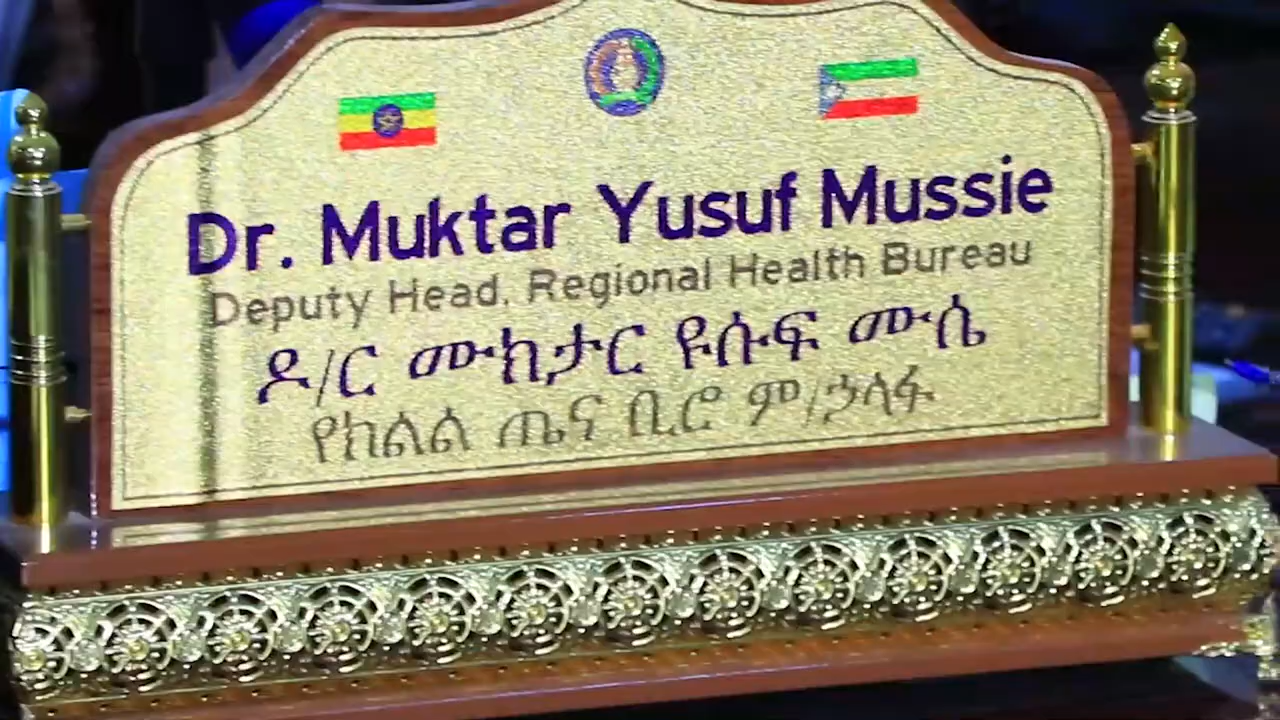 Dr. Muktar Yusuf Mussie
Deputy Head, Regional Health Bureau
ዶ/ር ሙክታር ዩሱፍ ሙሴ
የክልል ጤና ቢሮ ም/ኃላፊ